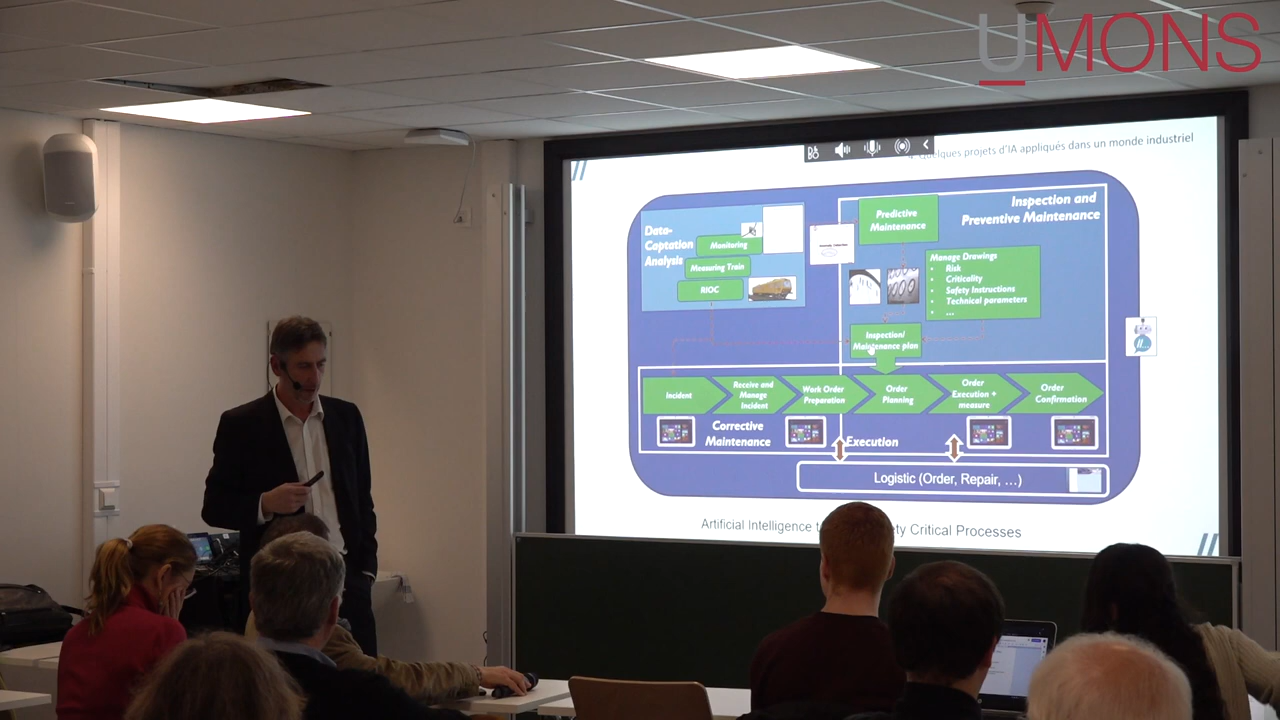 UMONS
Quelques projets d'IA appliqués dans un monde industriel
Data-
Captation
Analysis
Monitoring
Measuring Train
RIOC
Predictive
Maintenance
Inspection and
Preventive Maintenance
Manage Drawings
• Risk
• Criticality
• Safety Instructions
• Technical parameters
• ...
Inspection/
Maintenance plan
Incident
Receive and
Manage
Incident
Work Order
Preparation
Order
Planning
Order
Execution +
measure
Order
Confirmation
Corrective
Maintenance
Execution
Logistic (Order, Repair, ...)
Artificial Intelligence
Critical Processes